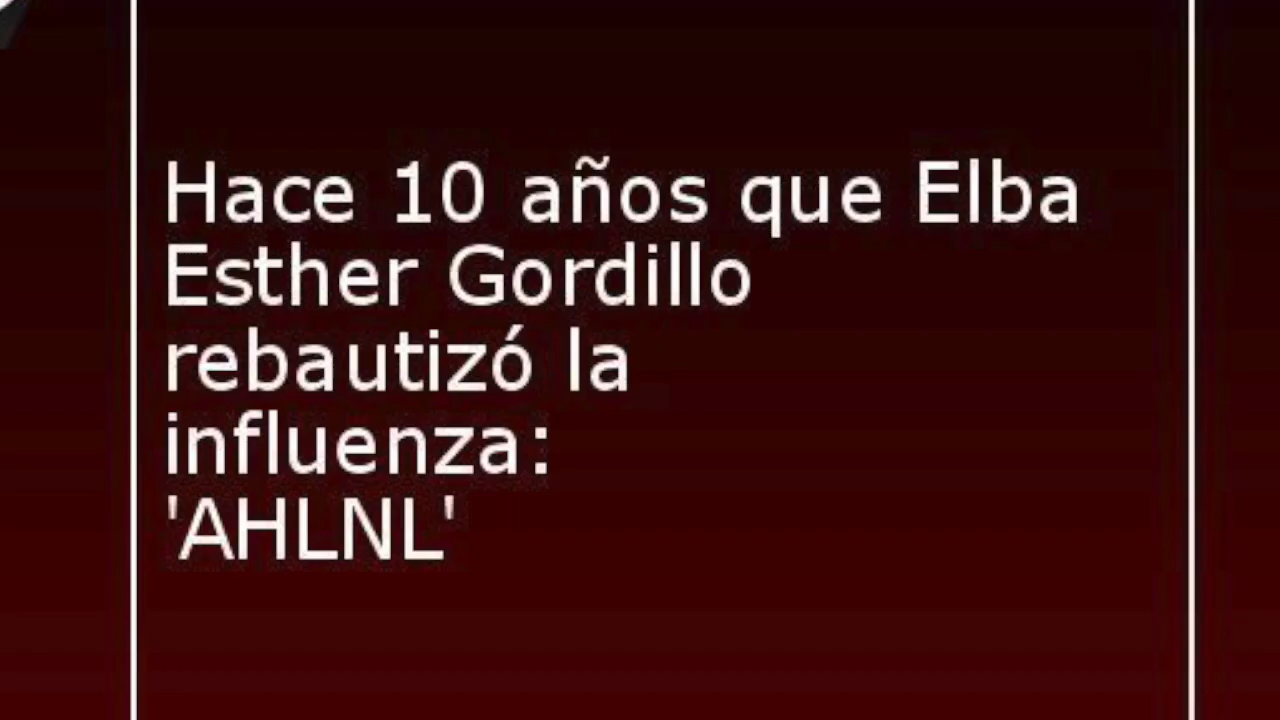 Hace 10 años que Elba
Esther Gordillo
rebautizó la
influenza:
'AHLNL'